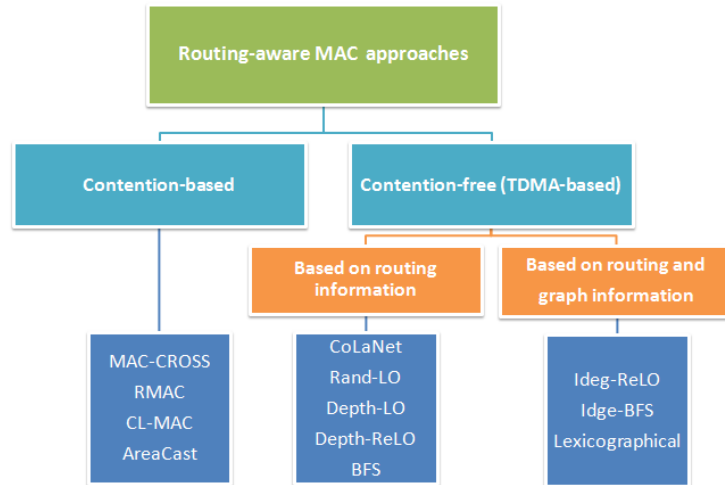 Routing-aware MAC approaches
Contention-based
Contention-free (TDMA-based)
Based on routing
information
Based on routing and
graph information
MAC-CROSS
RMAC
CL-MAC
AreaCast
CoLaNet
Rand-LO
Depth-LO
Depth-ReLO
BFS
Ideg-ReLO
Idge-BFS
Lexicographical